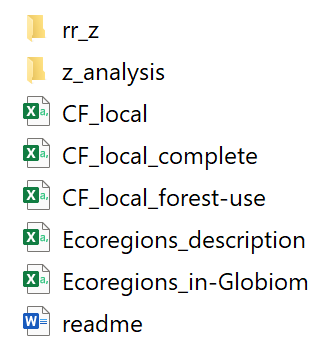 rr_z
z_analysis
CF_local
CF_local_complete
CF_local_forest-use
Ecoregions_description
Ecoregions_in-Globiom
readme